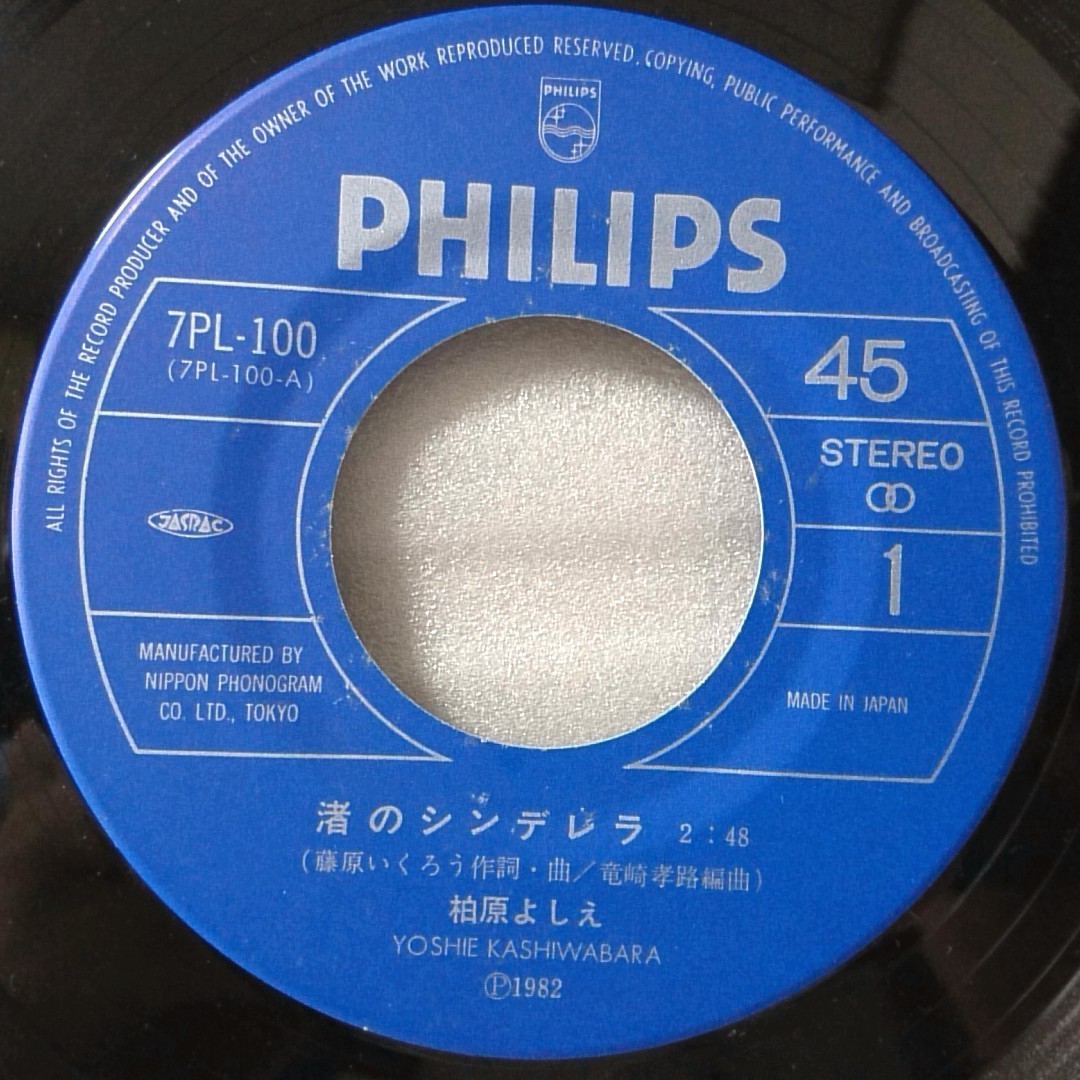 ALL RIGHTS OF THE RECORD PRODUCER AND OF THE OWNER OF THE WORK REPRODUCED RESERVED. COPYING, PUBLIC PERFORMANCE AND BROADCASTING OF THIS RECORD PROHIBITED
PHILIPS
PHILIPS
7PL-100
(7PL-100-A)
45
STEREO
JASRAC
1
MANUFACTURED BY
NIPPON PHONOGRAM
CO. LTD., TOKYO
MADE IN JAPAN
渚のシンデレラ 2:48
(藤原いくろう作詞・曲/竜崎孝路編曲)
柏原よしえ
YOSHIE KASHIWABARA
Ⓟ1982